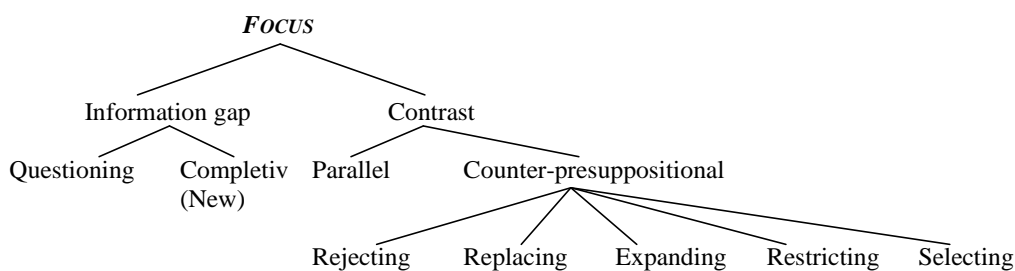 FOCUS
Information gap Contrast
Questioning Completiv Parallel Counter-presuppositional
(New)
Rejecting Replacing Expanding Restricting Selecting